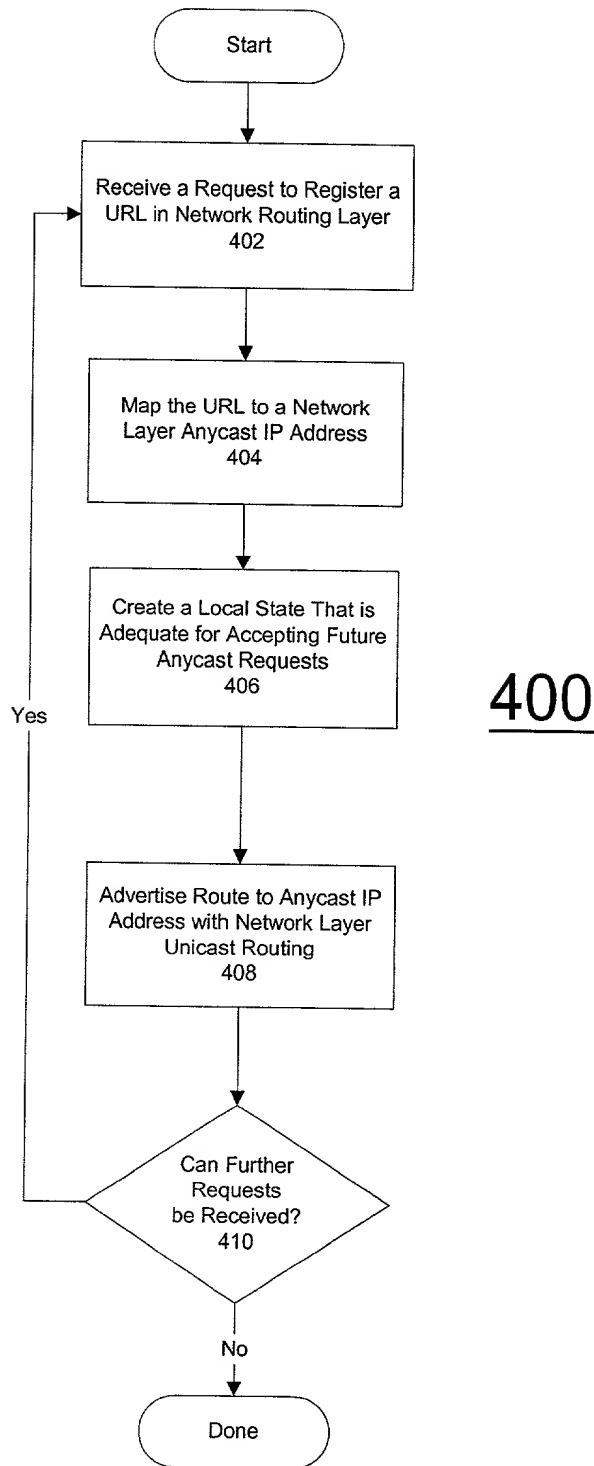 Start
Receive a Request to Register a
URL in Network Routing Layer
402
Map the URL to a Network
Layer Anycast IP Address
404
Create a Local State That is
Adequate for Accepting Future
Anycast Requests
406
400
Yes
Advertise Route to Anycast IP
Address with Network Layer
Unicast Routing
408
Can Further
Requests
be Received?
410
No
Done